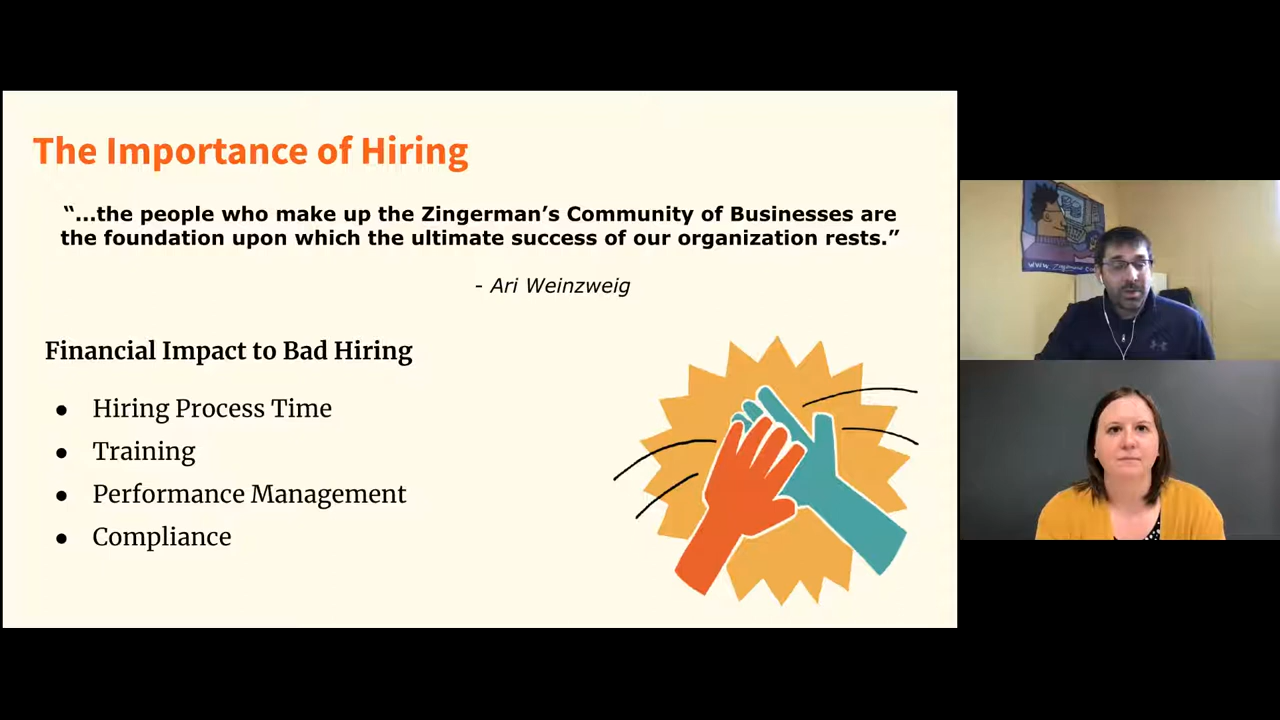 The Importance of Hiring
“...the people who make up the Zingerman’s Community of Businesses are
the foundation upon which the ultimate success of our organization rests.”
- Ari Weinzweig
Financial Impact to Bad Hiring
● Hiring Process Time
● Training
● Performance Management
● Compliance